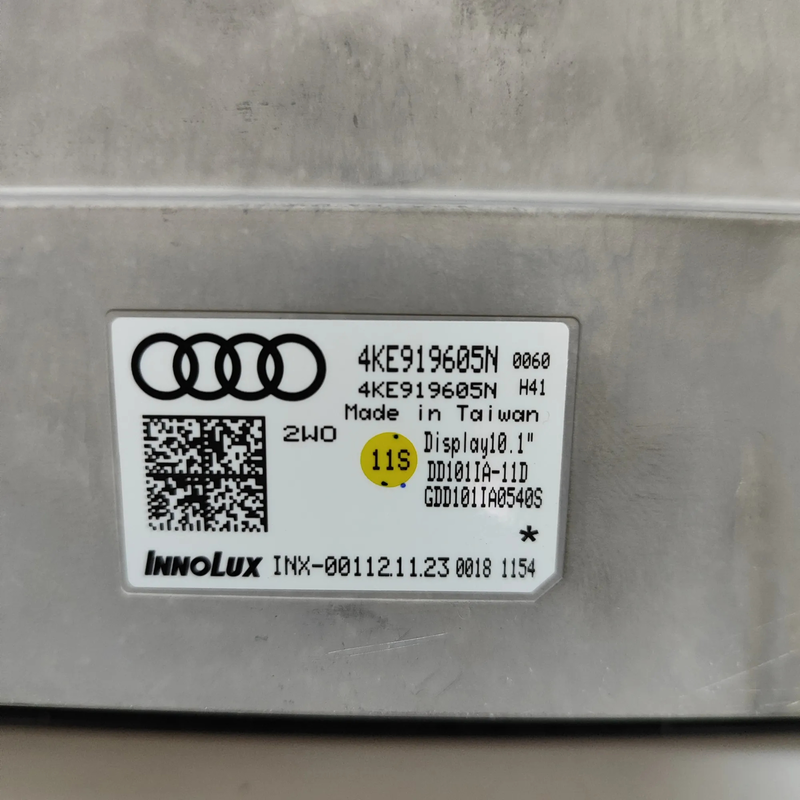 4KE919605N 0060
4KE919605N H41
Made in Taiwan
2WO
11S
Display10.1"
DD101IA-11D
GDD101IA0540S
*
INNOLUX INX-00112.11.23 0018 1154